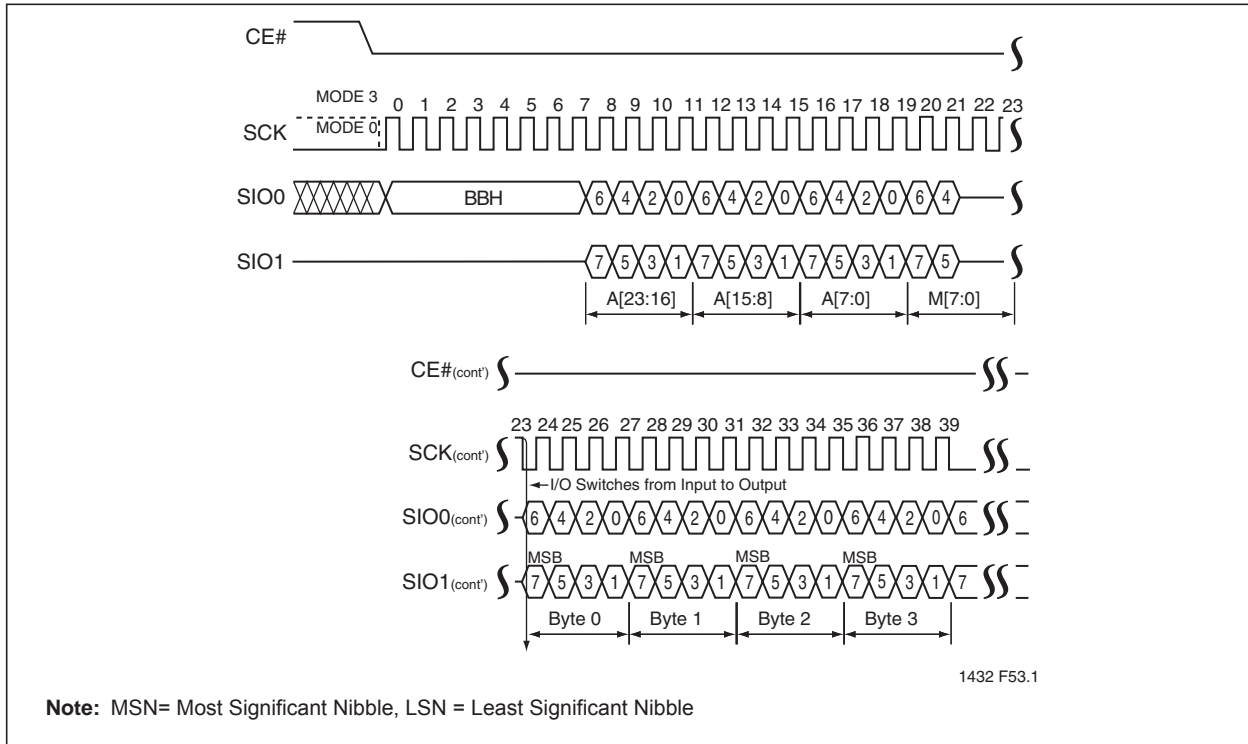 CE#
MODE 3
0 1 2 3 4 5 6 7 8 9 10 11 12 13 14 15 16 17 18 19 20 21 22 23
SCK
MODE 0
SIO0 BBH 6 4 2 0 6 4 2 0 6 4 2 0 6 4
SIO1 7 5 3 1 7 5 3 1 7 5 3 1 7 5
A[23:16] A[15:8] A[7:0] M[7:0]
CE#(cont')
23 24 25 26 27 28 29 30 31 32 33 34 35 36 37 38 39
SCK(cont')
I/O Switches from Input to Output
SIO0(cont') 6 4 2 0 6 4 2 0 6 4 2 0 6 4 2 0 6
MSB MSB MSB MSB
SIO1(cont') 7 5 3 1 7 5 3 1 7 5 3 1 7 5 3 1 7
Byte 0 Byte 1 Byte 2 Byte 3
1432 F53.1
Note: MSN= Most Significant Nibble, LSN = Least Significant Nibble